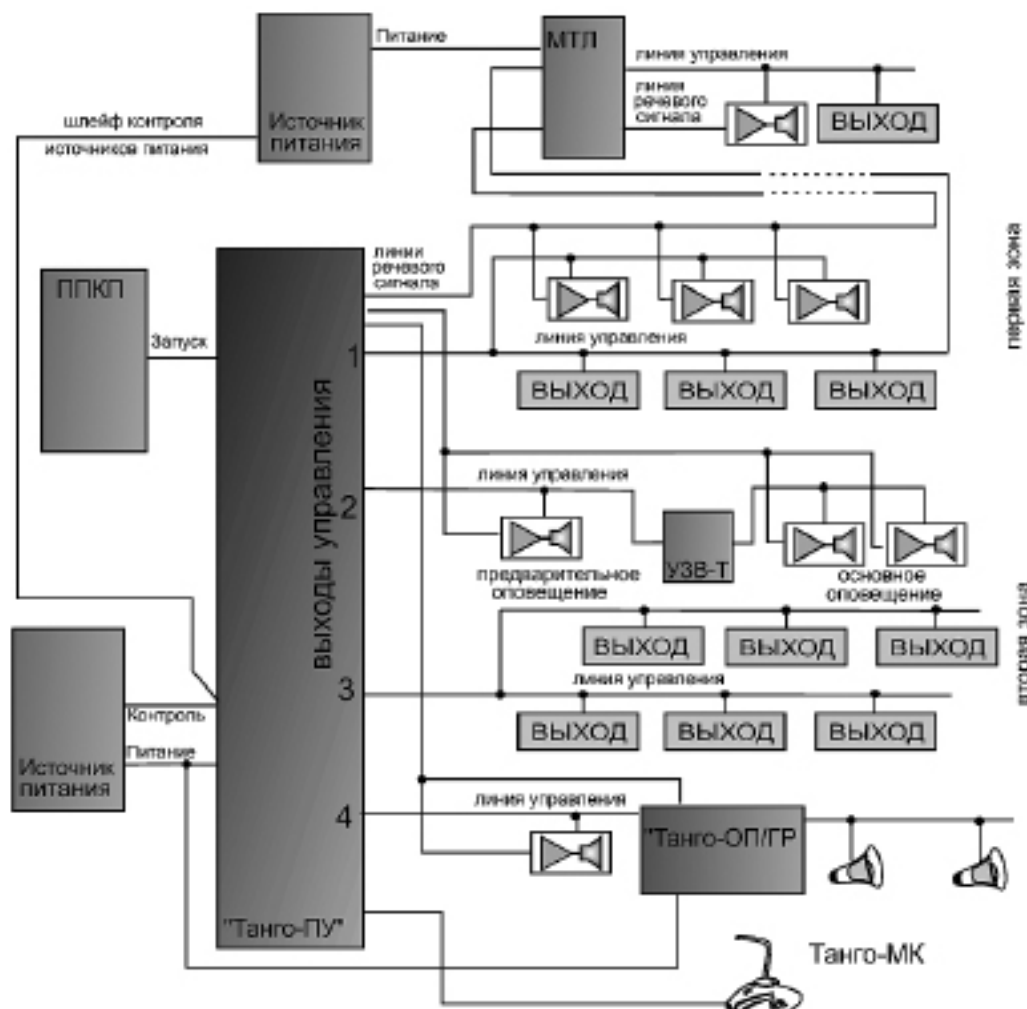 Питание
МТЛ
линия управления
линия
речевого
сигнала
ВЫХОД
Источник
питания
шлейф контроля
источников питания
линии
речевого
сигнала
первая зона
ППКП
Запуск
1
линия управления
ВЫХОД ВЫХОД ВЫХОД
выходы управления
2
линия управления
УЗВ-Т
предварительное
оповещение
основное
оповещение
вторая зона
ВЫХОД ВЫХОД ВЫХОД
3
линия управления
ВЫХОД ВЫХОД ВЫХОД
Контроль
Питание
Источник
питания
4
линия управления
"Танго-ОП/ГР
"Танго-ПУ"
Танго-МК